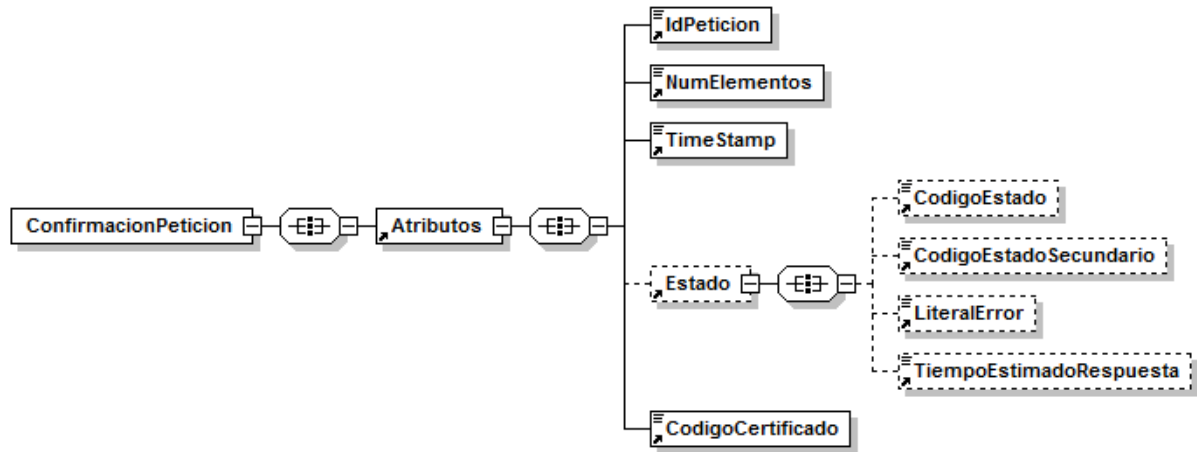 IdPeticion
NumElementos
TimeStamp
ConfirmacionPeticion
Atributos
Estado
CodigoEstado
CodigoEstadoSecundario
LiteralError
TiempoEstimadoRespuesta
CodigoCertificado